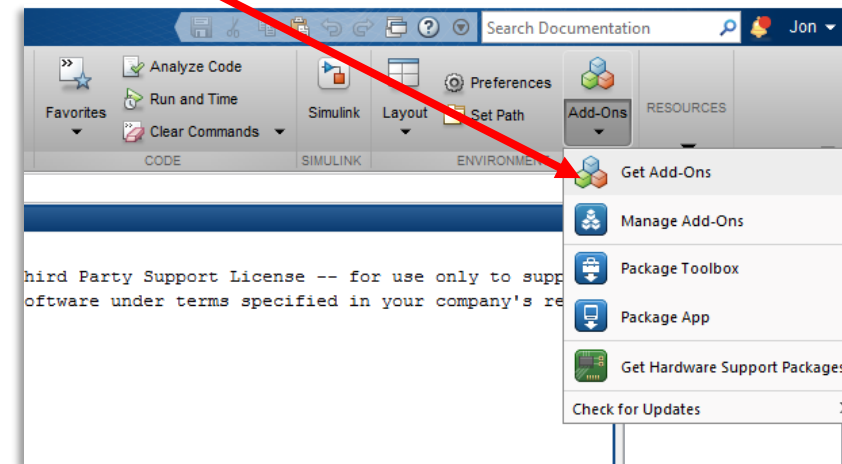 Search Documentation
Jon
Favorites
Analyze Code
Run and Time
Clear Commands
CODE
Simulink
SIMULINK
Layout
Preferences
Set Path
ENVIRONMENT
Add-Ons
RESOURCES
Get Add-Ons
Manage Add-Ons
Package Toolbox
Package App
Get Hardware Support Packages
Check for Updates
hird Party Support License -- for use only to supp
oftware under terms specified in your company's re